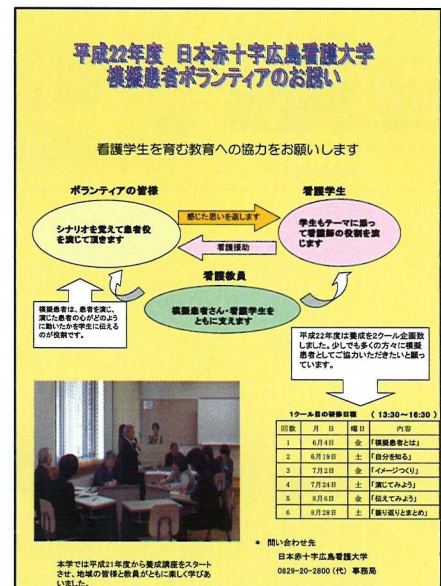 平成22年度 日本赤十字広島看護大学
模擬患者ボランティアのお誘い
看護学生を育む教育への協力をお願いします
ボランティアの皆様
看護学生
シナリオを覚えて患者役
を演じて頂きます
感じた思いを返します
看護援助
学生もテーマに添っ
て看護師の役割を演
じます
看護教員
模擬患者さん・看護学生を
ともに支えます
模擬患者は、患者を演じ、
演じた患者の心がどのよう
に動いたかを学生に伝える
のが役割です。
平成22年度は養成を2クール企画致
しました。少しでも多くの方々に模擬
患者としてご協力いただきたいと願っ
ています。
1クール目の研修日程 (13:30~16:30)
回数 月 日 曜日 内容
1 6月4日 金 「模擬患者とは」
2 6月19日 土 「自分を知る」
3 7月2日 金 「イメージつくり」
4 7月24日 土 「演じてみよう」
5 8月6日 金 「伝えてみよう」
6 8月28日 土 「振り返りとまとめ」
本学では平成21年度から養成講座をスタート
させ、地域の皆様と教員がともに楽しく学びあ
いました。
* 問い合わせ先
日本赤十字広島看護大学
0829-20-2800(代) 事務局